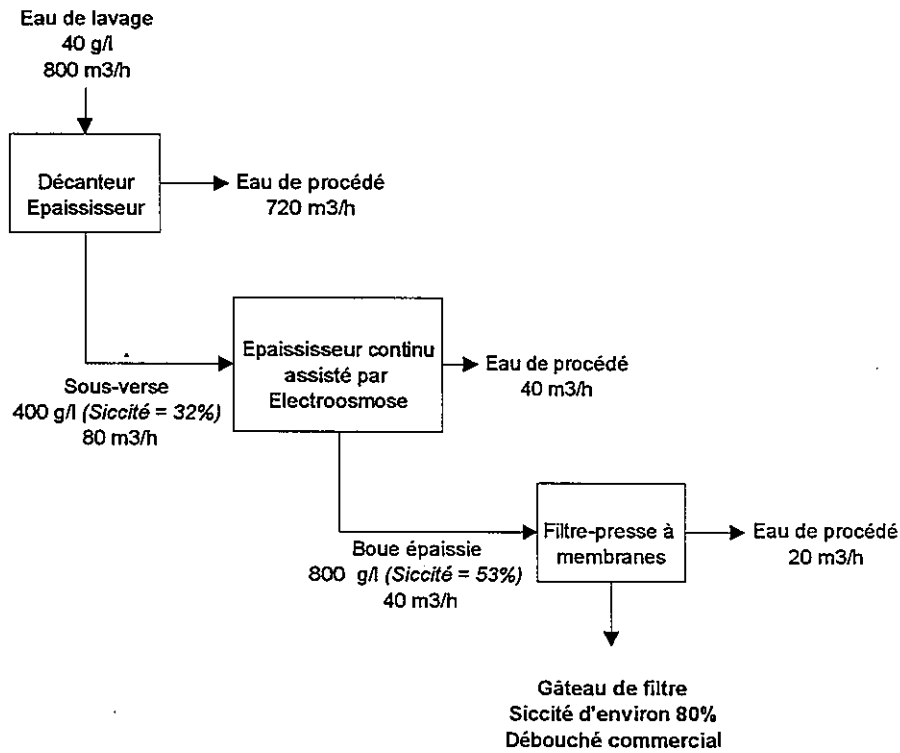 Eau de lavage
40 g/l
800 m3/h
Décanteur
Epaississeur
Eau de procédé
720 m3/h
Sous-verse
400 g/l (Siccité = 32%)
80 m3/h
Epaississeur continu
assisté par
Electroosmose
Eau de procédé
40 m3/h
Boue épaissie
800 g/l (Siccité = 53%)
40 m3/h
Filtre-presse à
membranes
Eau de procédé
20 m3/h
Gâteau de filtre
Siccité d'environ 80%
Débouché commercial